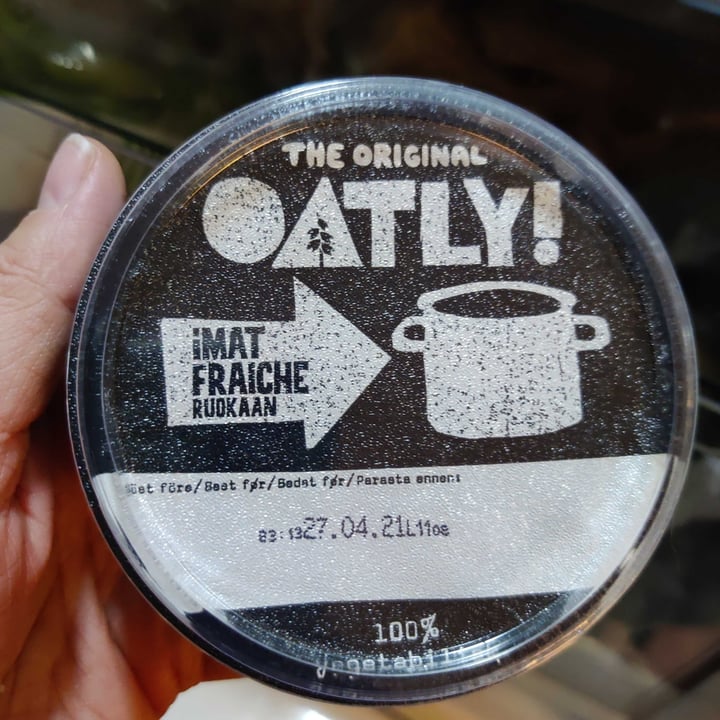 THE ORIGINAL
OATLY!
iMAT
FRAICHE
RUOKAAN
Bäst före/Best før/Bedst før/Parasta ennen:
03:13 27.04.21 L1108
100%